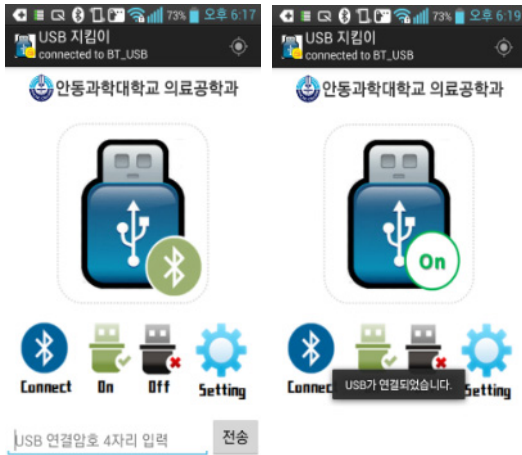 73% 오후 6:17
USB 지킴이
connected to BT_USB
안동과학대학교 의료공학과
Connect On Off Setting
USB 연결암호 4자리 입력 전송
73% 오후 6:19
USB 지킴이
connected to BT_USB
안동과학대학교 의료공학과
On
Connec etting
USB가 연결되었습니다.